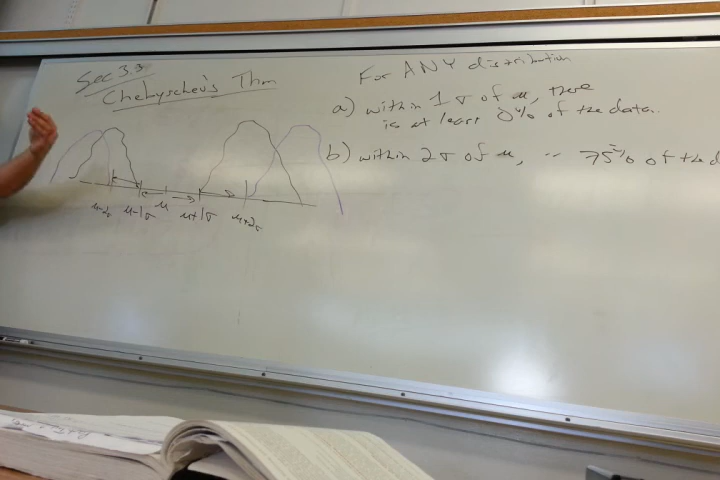 Sec 3.3
Chebyschev's Thm
For ANY distribution
a) within 1 σ of μ, there
is at least 0% of the data.
b) within 2 σ of μ, -- 75% of the d
μ-2σ μ-1σ μ μ+1σ μ+2σ